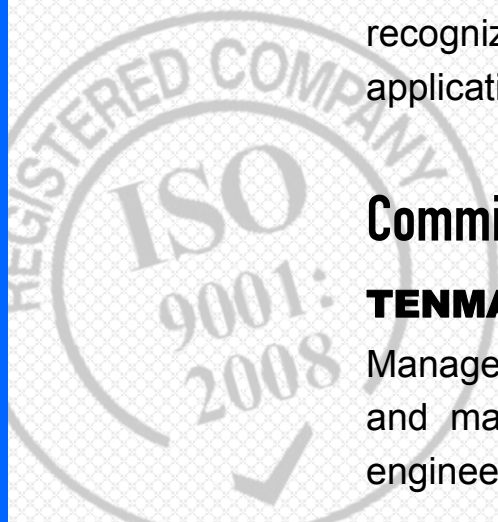 REGISTERED COMPANY
ISO
9001:
2008
recogniz
applicati
Commi
TENMA
Manage
and ma
enginee